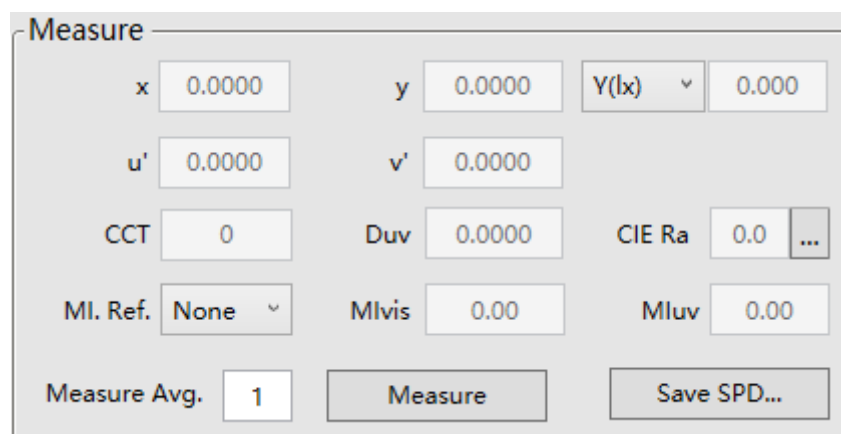 Measure
x 0.0000 y 0.0000 Y(lx) 0.000
u' 0.0000 v' 0.0000
CCT 0 Duv 0.0000 CIE Ra 0.0 ...
MI. Ref. None MIvis 0.00 MIuv 0.00
Measure Avg. 1 Measure Save SPD...